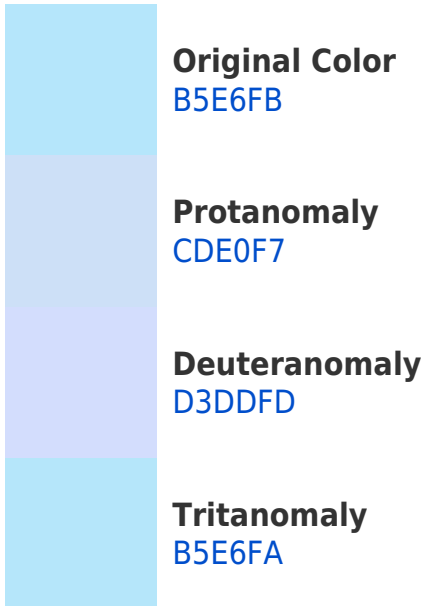 Original Color
B5E6FB
Protanomaly
CDE0F7
Deuteranomaly
D3DDFD
Tritanomaly
B5E6FA